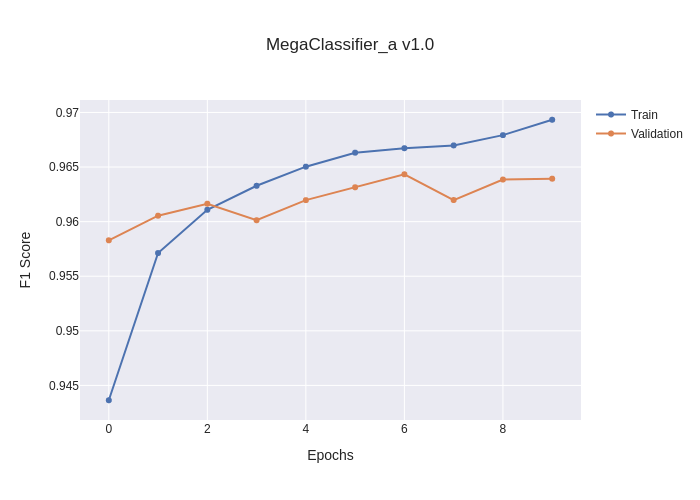 MegaClassifier_a v1.0
0.97
0.965
0.96
0.955
0.95
0.945
F1 Score
0 2 4 6 8
Epochs
Train
Validation